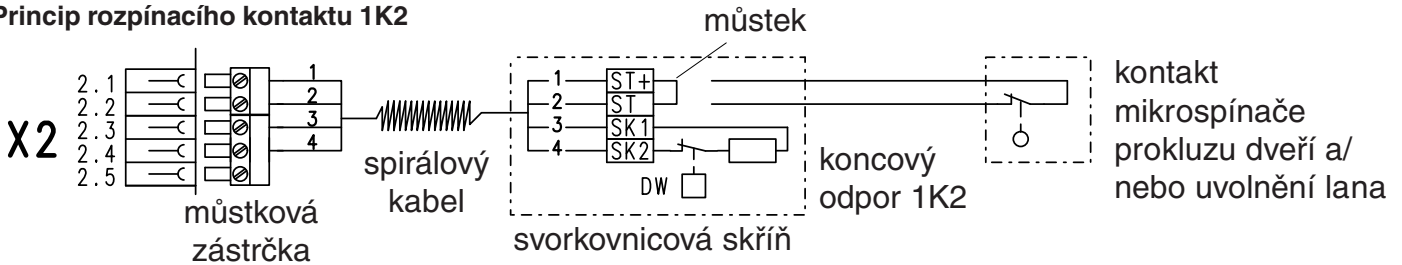 Princip rozpínacího kontaktu 1K2
můstek
X2
2.1
2.2
2.3
2.4
2.5
1
2
3
4
můstková
zástrčka
spirálový
kabel
1 ST+
2 ST
3 SK1
4 SK2
DW
svorkovnicová skříň
koncový
odpor 1K2
kontakt
mikrospínače
prokluzu dveří a/
nebo uvolnění lana